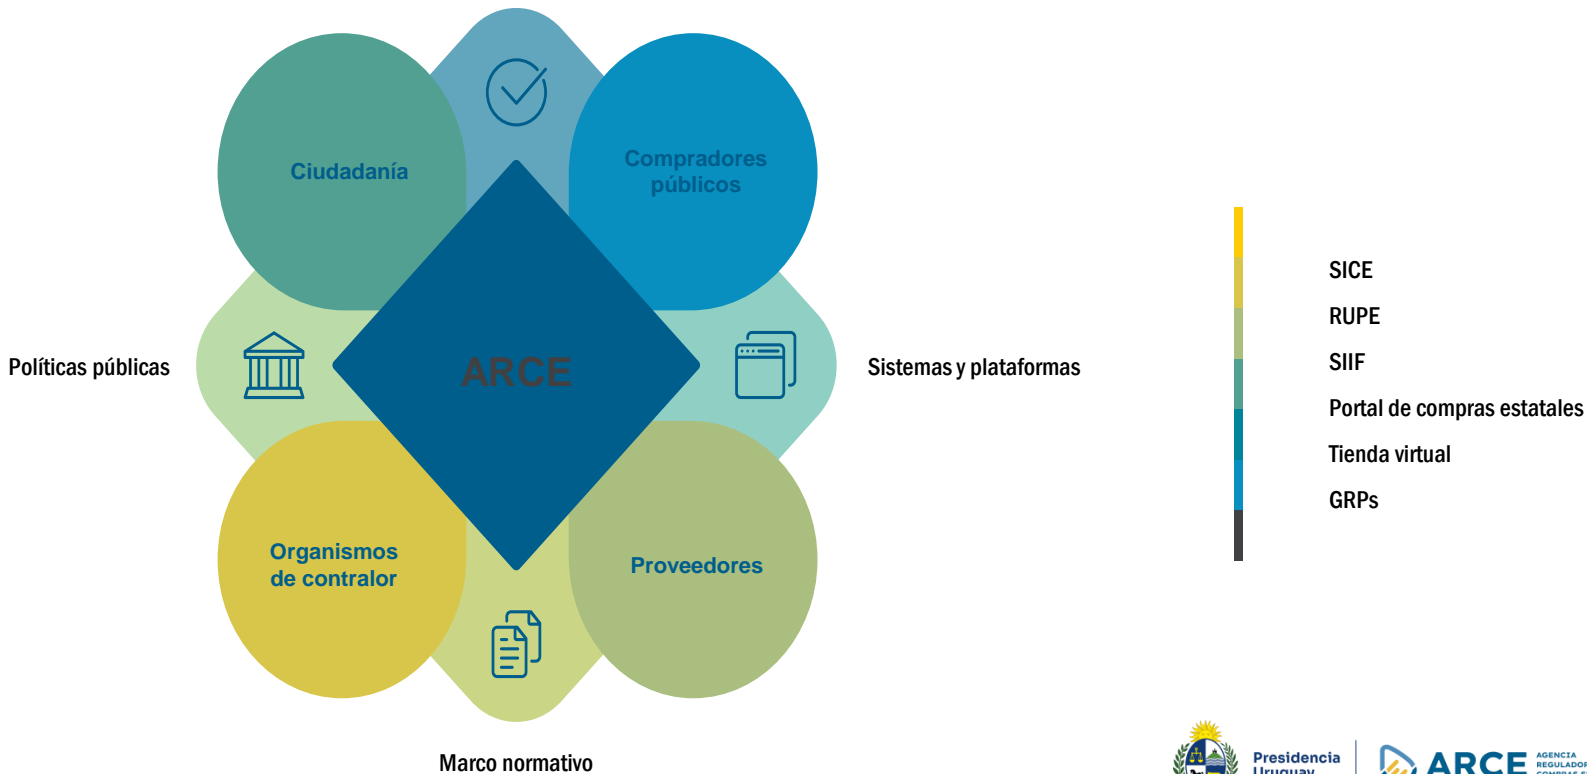 Ciudadanía
Compradores
públicos
ARCE
Políticas públicas
Sistemas y plataformas
Organismos
de contralor
Proveedores
Marco normativo
SICE
RUPE
SIIF
Portal de compras estatales
Tienda virtual
GRPs
Presidencia
Uruguay
ARCE
AGENCIA